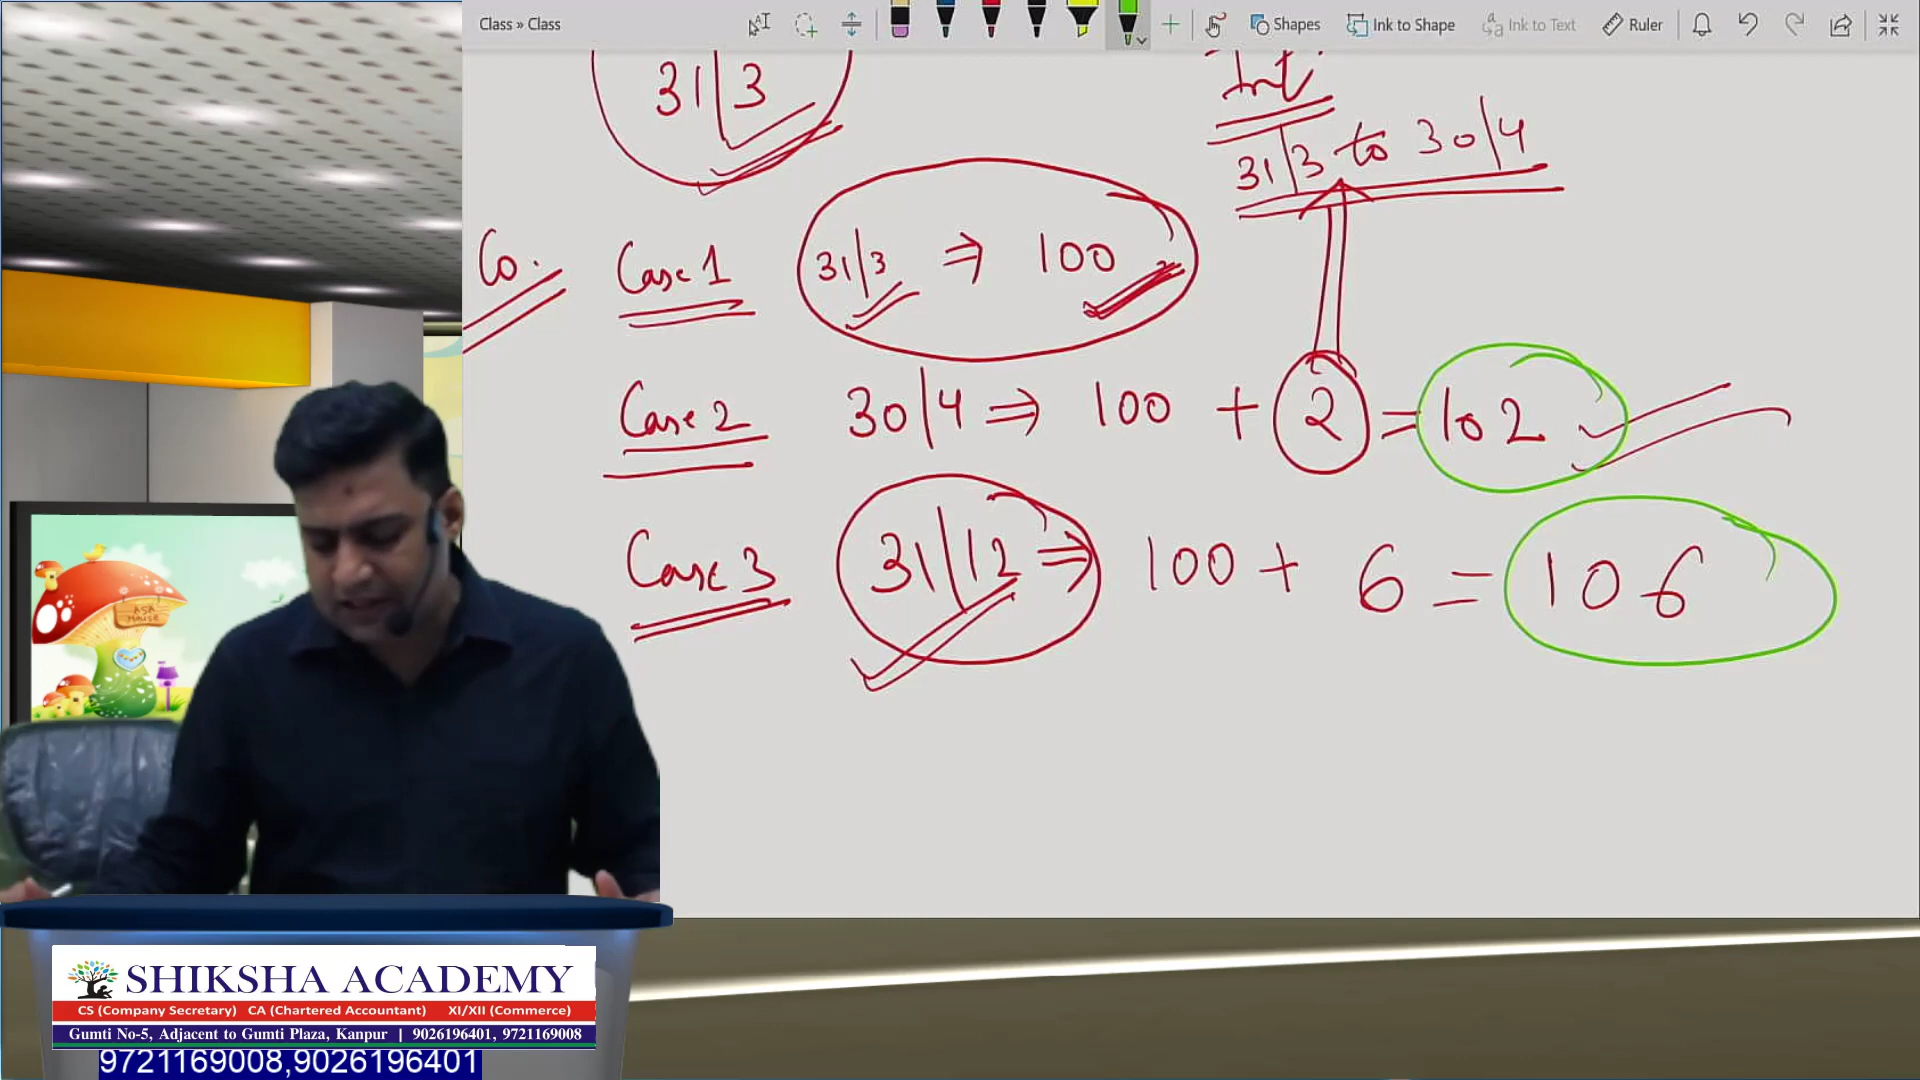 Class » Class
Shapes
Ink to Shape
Ink to Text
Ruler
31/3
Int.
31/3 to 30/4
Co.
Case 1
31/3 ⇒ 100
Case 2
30/4 ⇒ 100 + 2 = 102
Case 3
31/12 ⇒ 100 + 6 = 106
ASA
HAUSE
SHIKSHA ACADEMY
CS (Company Secretary) CA (Chartered Accountant) XI/XII (Commerce)
Gumti No-5, Adjacent to Gumti Plaza, Kanpur | 9026196401, 9721169008
9721169008,9026196401